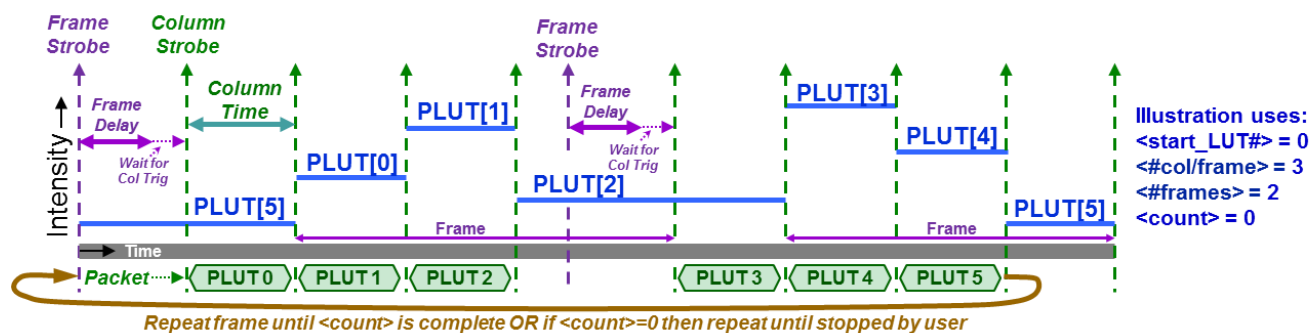 Frame
Strobe
Column
Strobe
Frame
Strobe
Frame
Delay
Wait for
Col Trig
Column
Time
PLUT[1]
PLUT[0]
Frame
Delay
Wait for
Col Trig
PLUT[3]
PLUT[4]
PLUT[2]
PLUT[5]
PLUT[5]
Intensity
Frame
Frame
Time
Packet
PLUT 0
PLUT 1
PLUT 2
PLUT 3
PLUT 4
PLUT 5
Repeat frame until <count> is complete OR if <count>=0 then repeat until stopped by user
Illustration uses:
<start_LUT#> = 0
<#col/frame> = 3
<#frames> = 2
<count> = 0